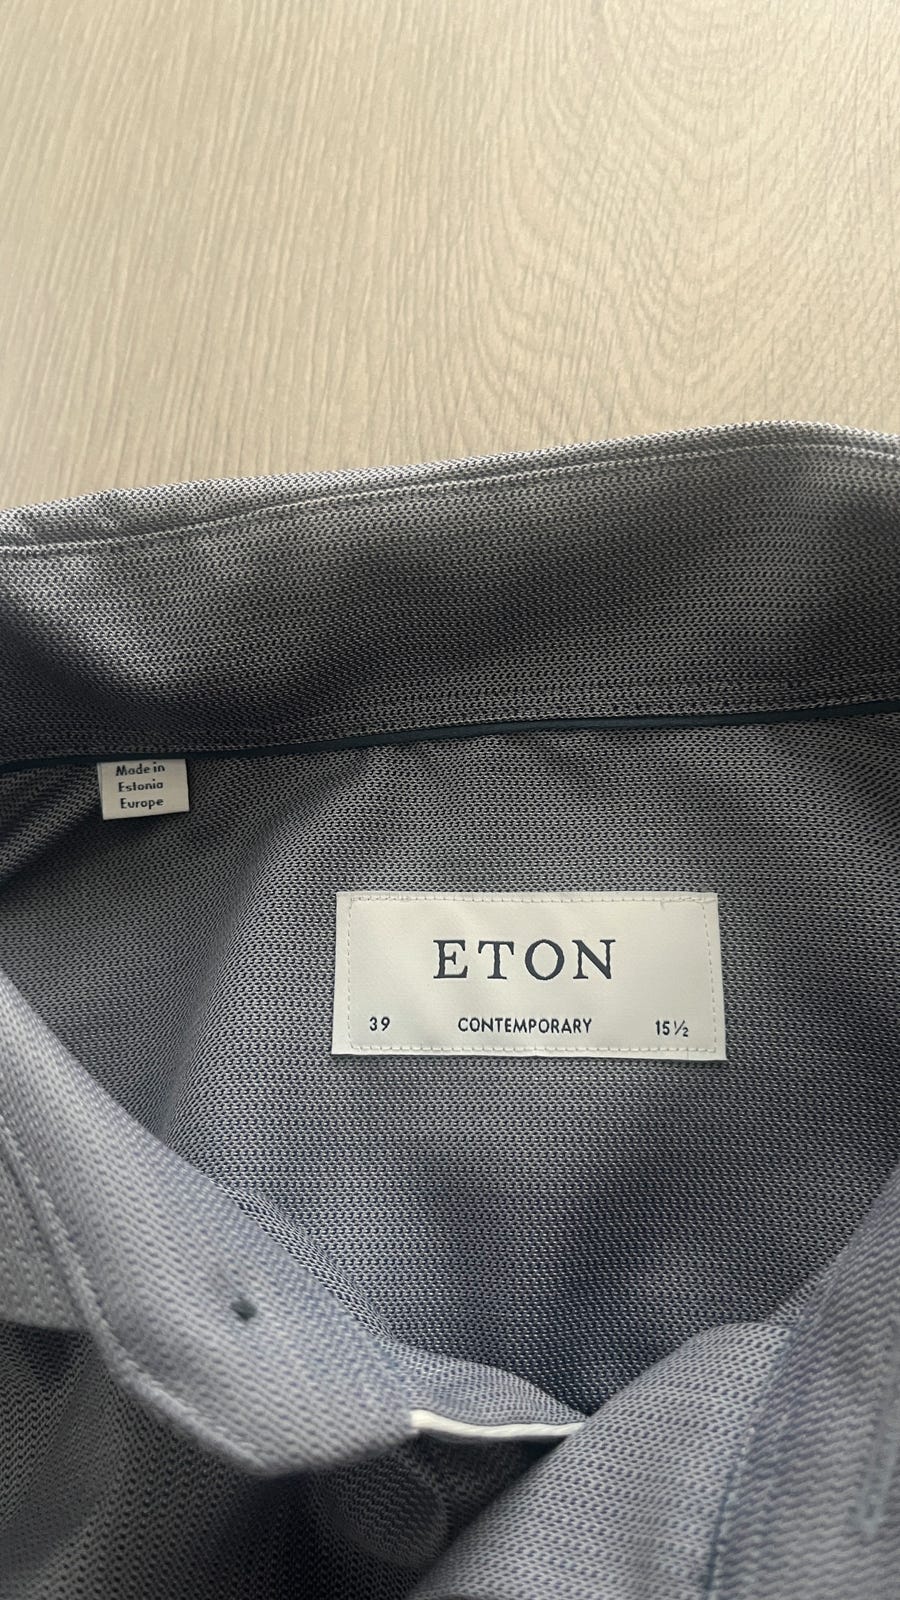 Made in
Estonia
Europe
ETON
39 CONTEMPORARY 15½